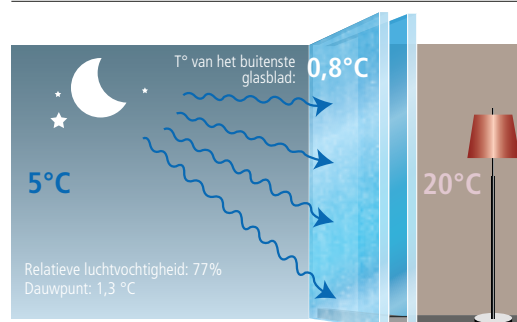 T° van het buitenste
glasblad:
0,8°C
5°C
20°C
Relatieve luchtvochtigheid: 77%
Dauwpunt: 1,3 °C